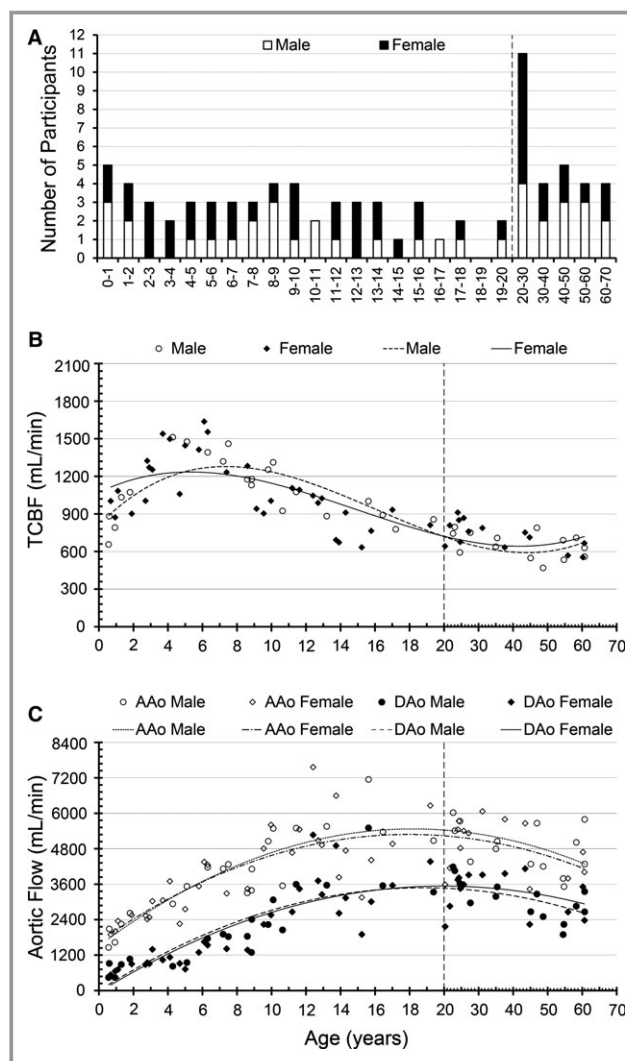 A
Male Female
Number of Participants
12
11
10
9
8
7
6
5
4
3
2
1
0
0-1 1-2 2-3 3-4 4-5 5-6 6-7 7-8 8-9 9-10 10-11 11-12 12-13 13-14 14-15 15-16 16-17 17-18 18-19 19-20 20-30 30-40 40-50 50-60 60-70
B
Male Female Male Female
TCBF (mL/min)
2100
1800
1500
1200
900
600
300
0
0 2 4 6 8 10 12 14 16 18 20 30 40 50 60 70
C
AAo Male AAo Female DAo Male DAo Female
AAo Male AAo Female DAo Male DAo Female
Aortic Flow (mL/min)
8400
7200
6000
4800
3600
2400
1200
0
0 2 4 6 8 10 12 14 16 18 20 30 40 50 60 70
Age (years)